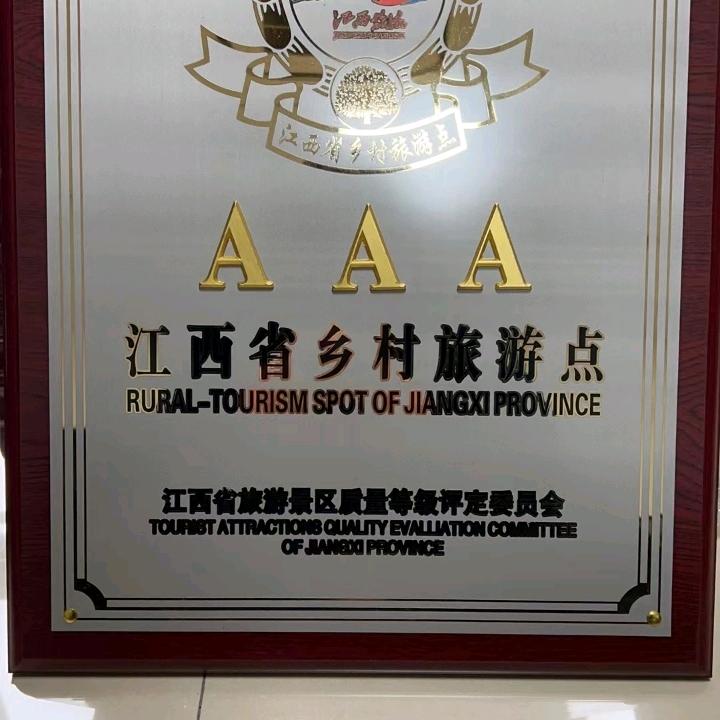 江西省乡村旅游点
A A A
江西省乡村旅游点
RURAL-TOURISM SPOT OF JIANGXI PROVINCE
江西省旅游景区质量等级评定委员会
TOURIST ATTRACTIONS QUALITY EVALLIATION COMMITTEE
OF JIANGXI PROVINCE